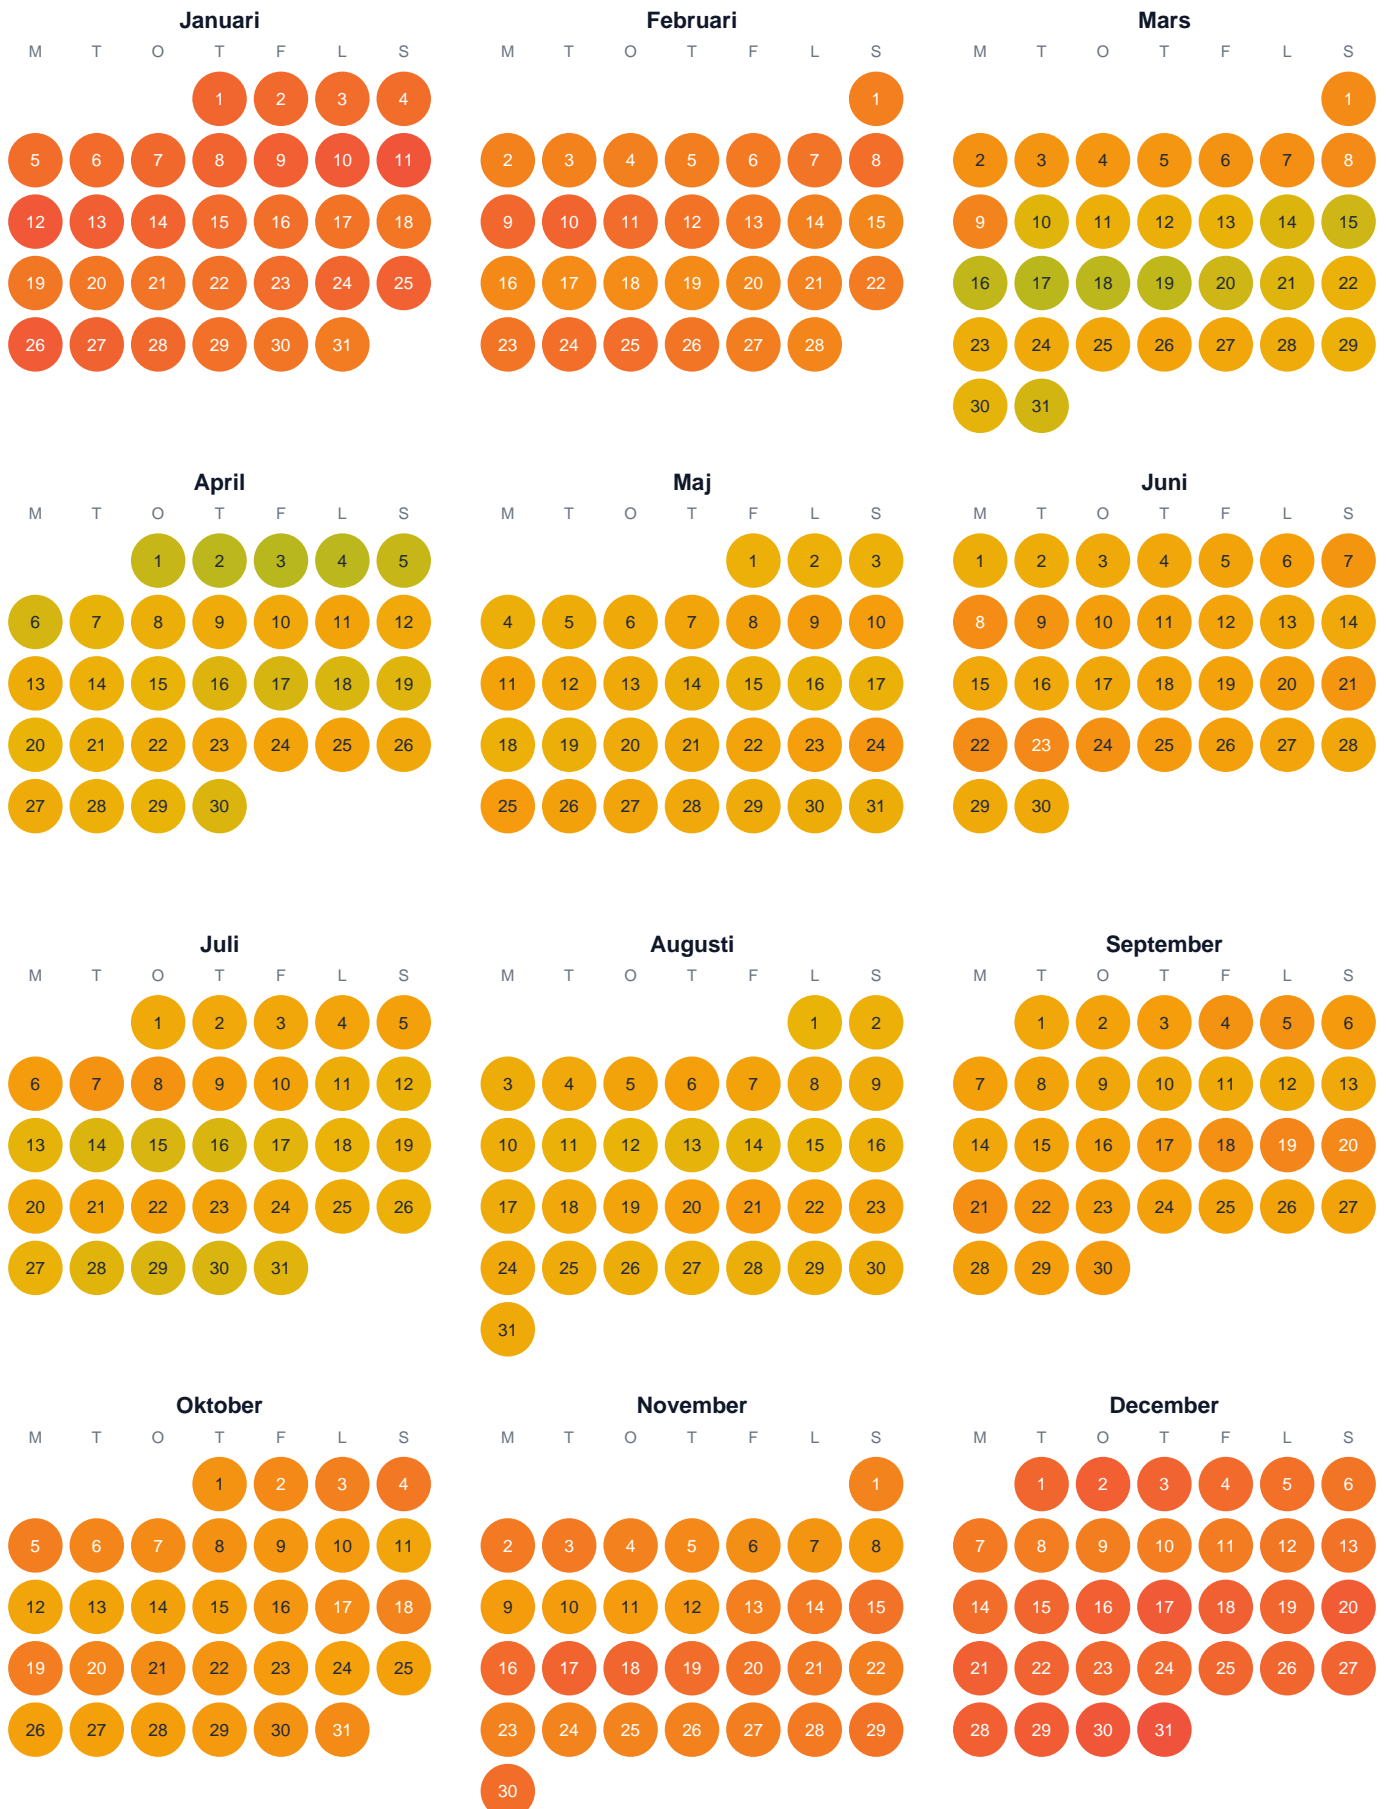 Januari Februari Mars
M T O T F L S M T O T F L S M T O T F L S
1 2 3 4 1 1
5 6 7 8 9 10 11 2 3 4 5 6 7 8 2 3 4 5 6 7 8
12 13 14 15 16 17 18 9 10 11 12 13 14 15 9 10 11 12 13 14 15
19 20 21 22 23 24 25 16 17 18 19 20 21 22 16 17 18 19 20 21 22
26 27 28 29 30 31 23 24 25 26 27 28 23 24 25 26 27 28 29
30 31
April Maj Juni
M T O T F L S M T O T F L S M T O T F L S
1 2 3 4 5 1 2 3 1 2 3 4 5 6 7
6 7 8 9 10 11 12 4 5 6 7 8 9 10 8 9 10 11 12 13 14
13 14 15 16 17 18 19 11 12 13 14 15 16 17 15 16 17 18 19 20 21
20 21 22 23 24 25 26 18 19 20 21 22 23 24 22 23 24 25 26 27 28
27 28 29 30 25 26 27 28 29 30 31 29 30
Juli Augusti September
M T O T F L S M T O T F L S M T O T F L S
1 2 3 4 5 1 2 1 2 3 4 5 6
6 7 8 9 10 11 12 3 4 5 6 7 8 9 7 8 9 10 11 12 13
13 14 15 16 17 18 19 10 11 12 13 14 15 16 14 15 16 17 18 19 20
20 21 22 23 24 25 26 17 18 19 20 21 22 23 21 22 23 24 25 26 27
27 28 29 30 31 24 25 26 27 28 29 30 28 29 30
31
Oktober November December
M T O T F L S M T O T F L S M T O T F L S
1 2 3 4 1 1 2 3 4 5 6
5 6 7 8 9 10 11 2 3 4 5 6 7 8 7 8 9 10 11 12 13
12 13 14 15 16 17 18 9 10 11 12 13 14 15 14 15 16 17 18 19 20
19 20 21 22 23 24 25 16 17 18 19 20 21 22 21 22 23 24 25 26 27
26 27 28 29 30 31 23 24 25 26 27 28 29 28 29 30 31
30